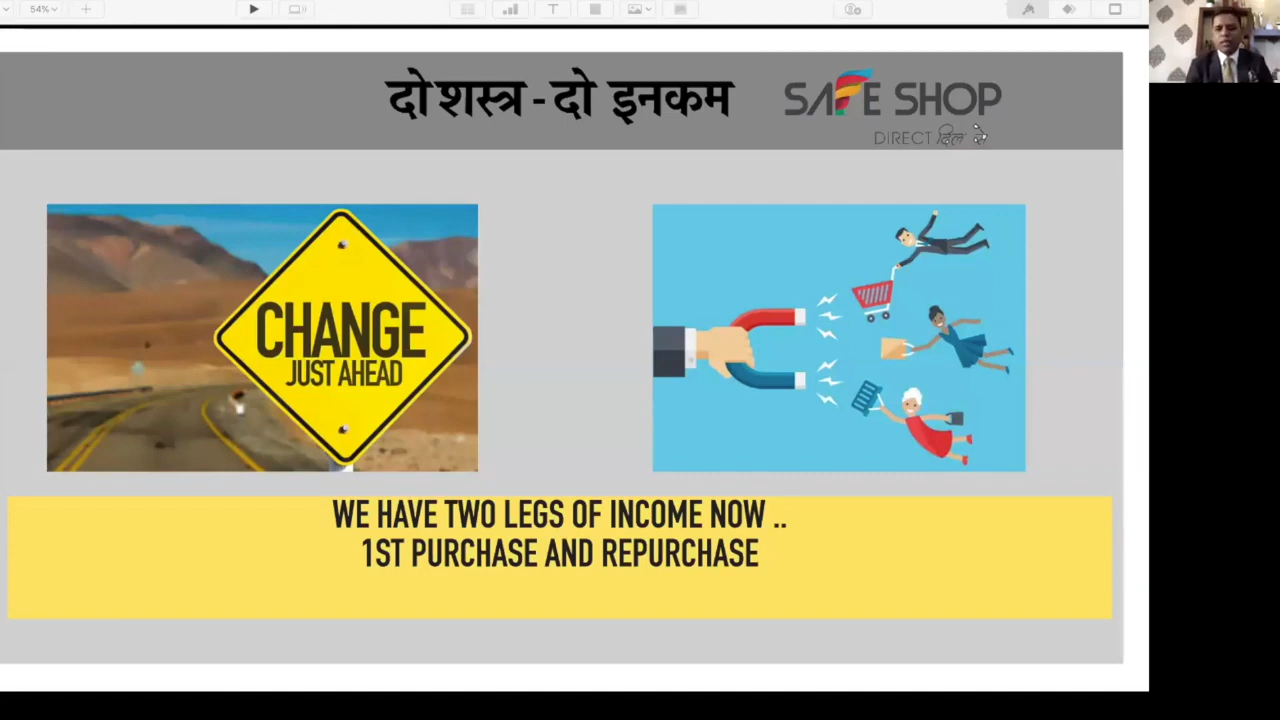 54%
दो शस्त्र - दो इनकम
SAFE SHOP
DIRECT दिल से
CHANGE
JUST AHEAD
WE HAVE TWO LEGS OF INCOME NOW ..
1ST PURCHASE AND REPURCHASE